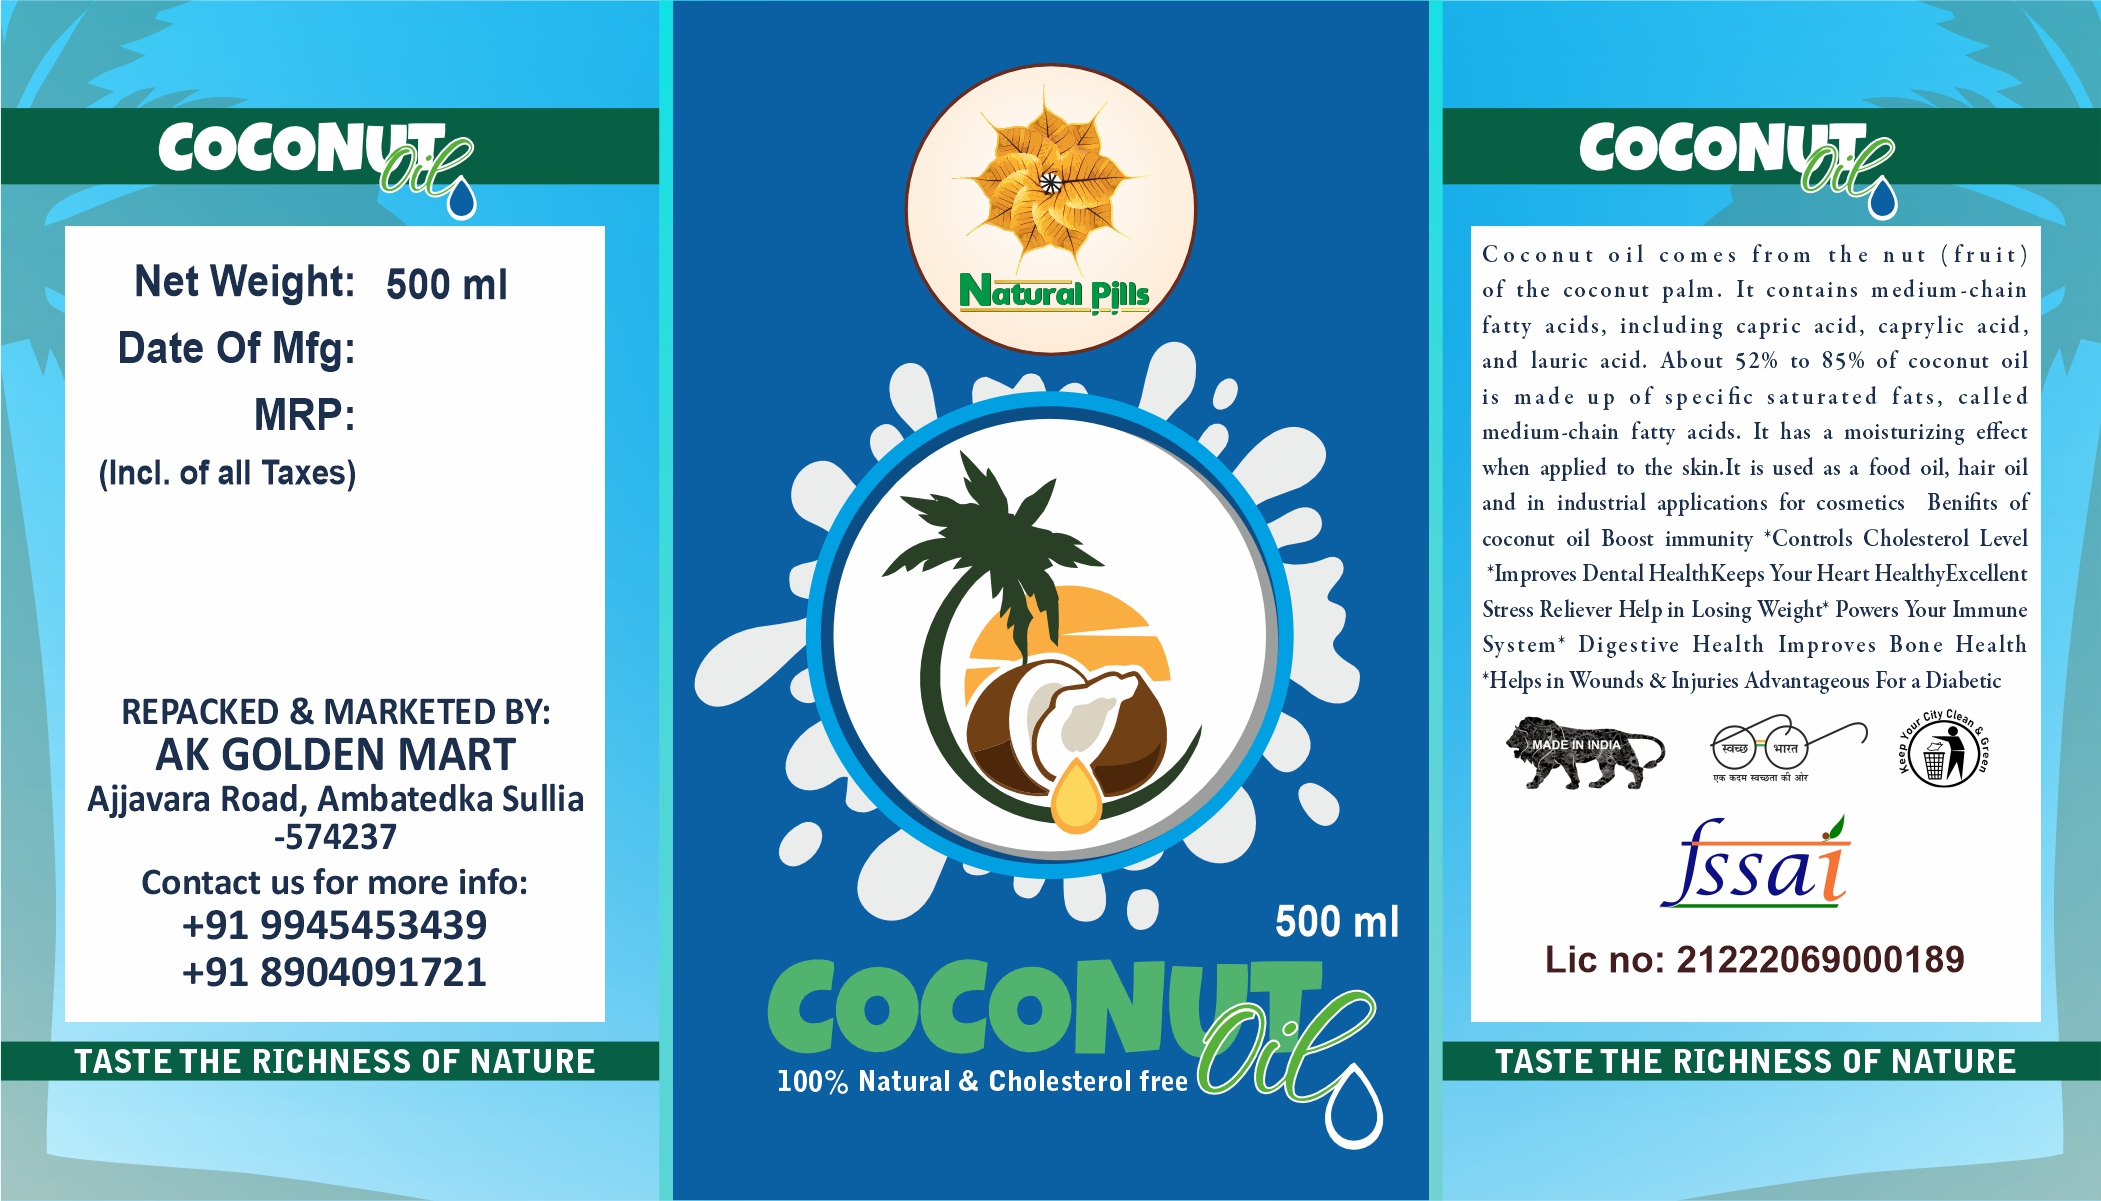 COCONUT Oil
Net Weight: 500 ml
Date Of Mfg:
MRP:
(Incl. of all Taxes)
REPACKED & MARKETED BY:
AK GOLDEN MART
Ajjavara Road, Ambatedka Sullia
-574237
Contact us for more info:
+91 9945453439
+91 8904091721
TASTE THE RICHNESS OF NATURE
Natural Pills
500 ml
COCONUT Oil
100% Natural & Cholesterol free
COCONUT Oil
Coconut oil comes from the nut (fruit)
of the coconut palm. It contains medium-chain
fatty acids, including capric acid, caprylic acid,
and lauric acid. About 52% to 85% of coconut oil
is made up of specific saturated fats, called
medium-chain fatty acids. It has a moisturizing effect
when applied to the skin.It is used as a food oil, hair oil
and in industrial applications for cosmetics Benifits of
coconut oil Boost immunity *Controls Cholesterol Level
*Improves Dental HealthKeeps Your Heart HealthyExcellent
Stress Reliever Help in Losing Weight* Powers Your Immune
System* Digestive Health Improves Bone Health
*Helps in Wounds & Injuries Advantageous For a Diabetic
MADE IN INDIA
स्वच्छ भारत
एक कदम स्वच्छता की ओर
Keep Your City Clean & Green
fssai
Lic no: 21222069000189
TASTE THE RICHNESS OF NATURE